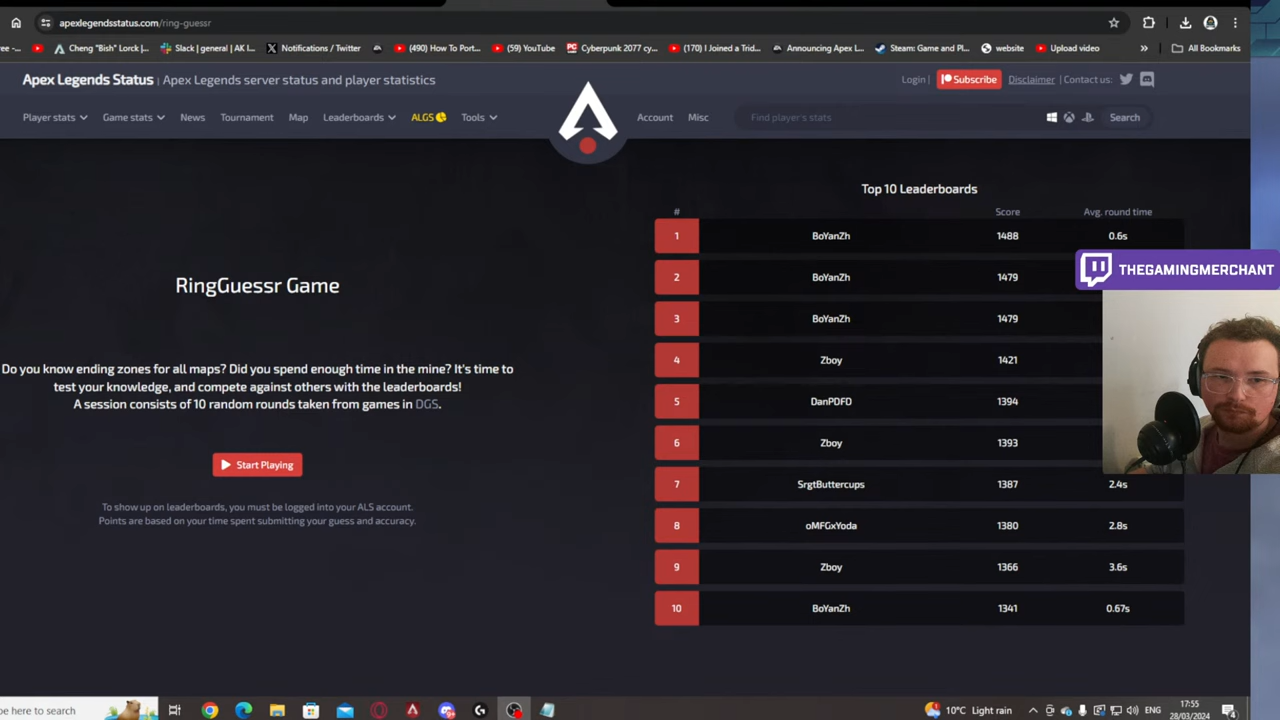 apexlegendsstatus.com/ring-guessr
Cheng "Bish" Lorck |...
Slack | general | AK I...
Notifications / Twitter
(490) How To Port...
(59) YouTube
Cyberpunk 2077 cy...
(170) I Joined a Trid...
Announcing Apex L...
Steam: Game and Pl...
website
Upload video
»
All Bookmarks
Apex Legends Status | Apex Legends server status and player statistics
Login |
Subscribe
Disclaimer | Contact us:
Player stats
Game stats
News
Tournament
Map
Leaderboards
ALGS
Tools
Account
Misc
Find player's stats
Search
RingGuessr Game
Do you know ending zones for all maps? Did you spend enough time in the mine? It's time to
test your knowledge, and compete against others with the leaderboards!
A session consists of 10 random rounds taken from games in DGS.
Start Playing
To show up on leaderboards, you must be logged into your ALS account.
Points are based on your time spent submitting your guess and accuracy.
Top 10 Leaderboards
# Score Avg. round time
1 BoYanZh 1488 0.6s
2 BoYanZh 1479
3 BoYanZh 1479
4 Zboy 1421
5 DanPDFD 1394
6 Zboy 1393
7 SrgtButtercups 1387 2.4s
8 oMFGxYoda 1380 2.8s
9 Zboy 1366 3.6s
10 BoYanZh 1341 0.67s
THEGAMINGMERCHANT
pe here to search
10°C Light rain
ENG
17:55
28/03/2024